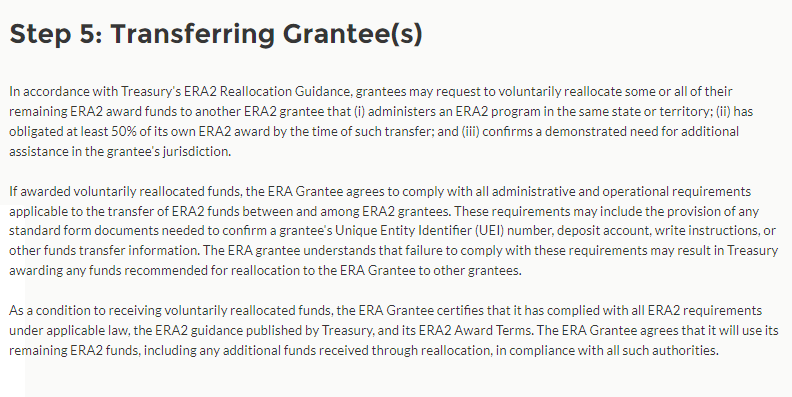 Step 5: Transferring Grantee(s)
In accordance with Treasury's ERA2 Reallocation Guidance, grantees may request to voluntarily reallocate some or all of their
remaining ERA2 award funds to another ERA2 grantee that (i) administers an ERA2 program in the same state or territory; (ii) has
obligated at least 50% of its own ERA2 award by the time of such transfer; and (iii) confirms a demonstrated need for additional
assistance in the grantee's jurisdiction.
If awarded voluntarily reallocated funds, the ERA Grantee agrees to comply with all administrative and operational requirements
applicable to the transfer of ERA2 funds between and among ERA2 grantees. These requirements may include the provision of any
standard form documents needed to confirm a grantee's Unique Entity Identifier (UEI) number, deposit account, write instructions, or
other funds transfer information. The ERA grantee understands that failure to comply with these requirements may result in Treasury
awarding any funds recommended for reallocation to the ERA Grantee to other grantees.
As a condition to receiving voluntarily reallocated funds, the ERA Grantee certifies that it has complied with all ERA2 requirements
under applicable law, the ERA2 guidance published by Treasury, and its ERA2 Award Terms. The ERA Grantee agrees that it will use its
remaining ERA2 funds, including any additional funds received through reallocation, in compliance with all such authorities.